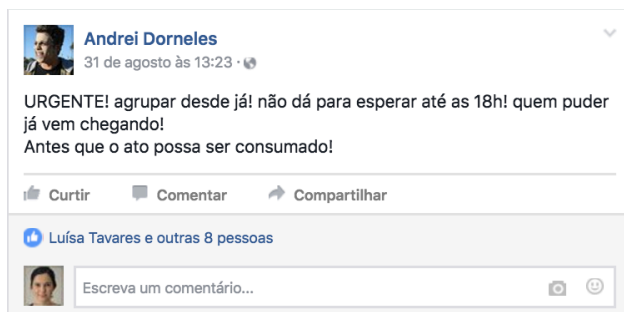 Andrei Dorneles
31 de agosto às 13:23 ·
URGENTE! agrupar desde já! não dá para esperar até as 18h! quem puder
já vem chegando!
Antes que o ato possa ser consumado!
Curtir Comentar Compartilhar
Luísa Tavares e outras 8 pessoas
Escreva um comentário...